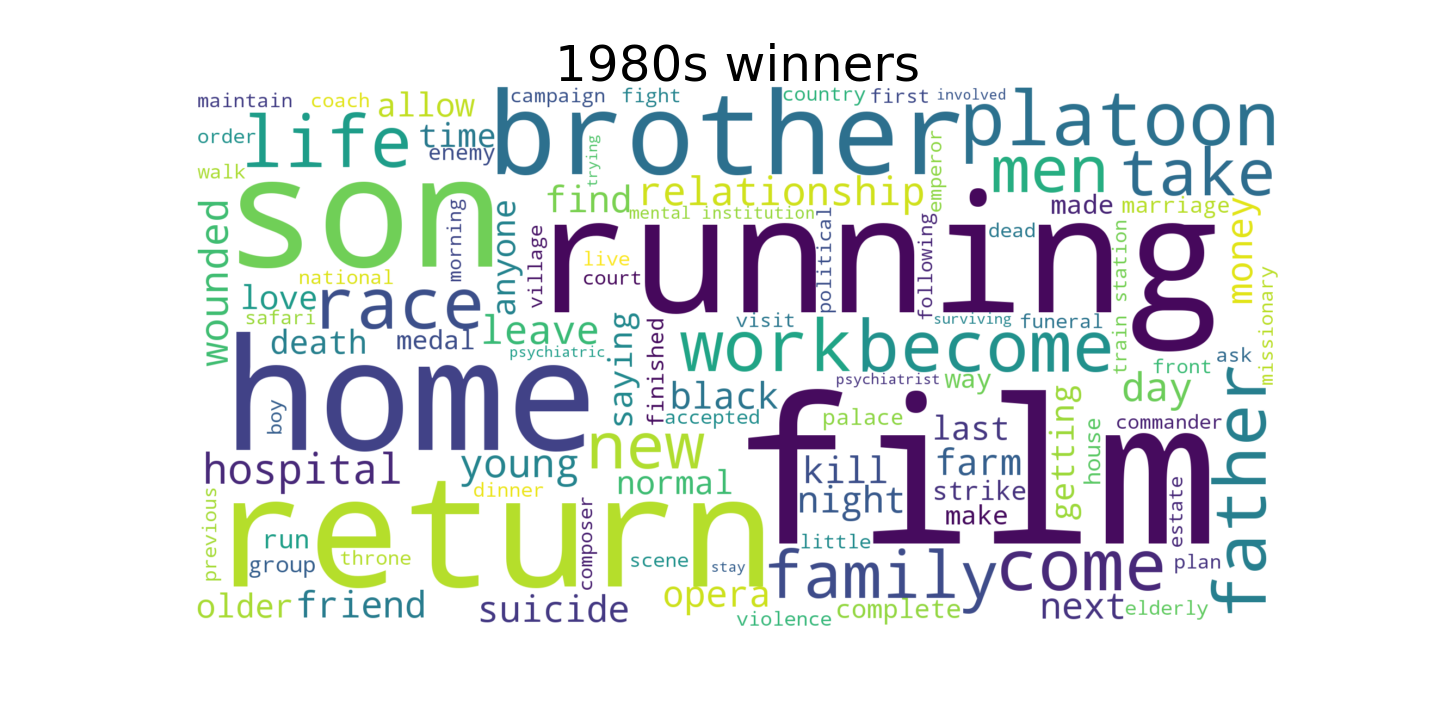 1980s winners
maintain coach allow campaign fight country first involved
order life time enemy brother trying emperor platoon
walk son men take
wounded morning anyone find relationship made marriage money
mental institution
village running political following dead
national live court train station missionary
love race safari
death medal leave psychiatric saying finished work visit surviving funeral become
home boy black accepted psychiatrist way day front ask father
palace last getting house commander
hospital young new normal kill farm film
dinner night strike make estate
previous return composer
run group throne scene stay little family come plan
older friend suicide opera violence complete next elderly